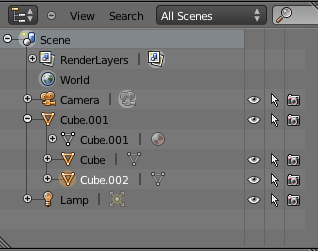 View Search All Scenes
Scene
RenderLayers
World
Camera
Cube.001
Cube.001
Cube
Cube.002
Lamp